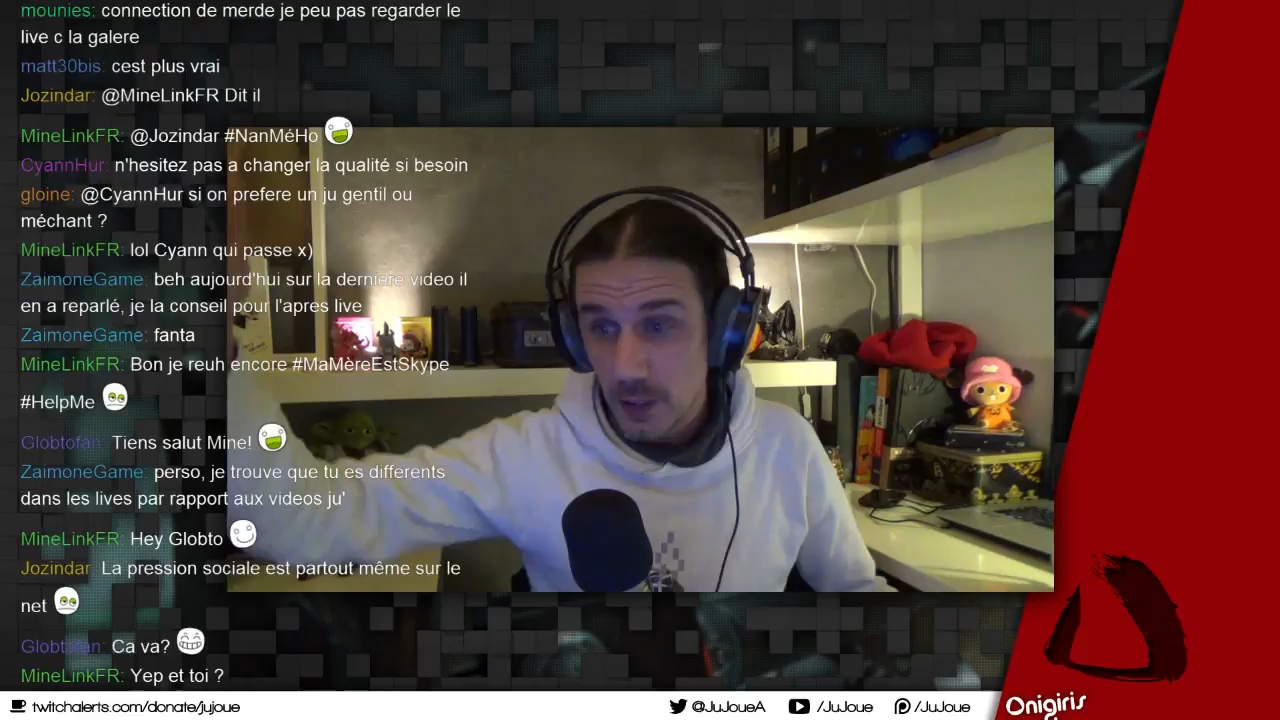 mounies: connection de merde je peu pas regarder le
live c la galere
matt30bis: cest plus vrai
Jozindar: @MineLinkFR Dit il
MineLinkFR: @Jozindar #NanMéHo
CyannHur: n'hesitez pas a changer la qualité si besoin
gloine: @CyannHur si on prefere un ju gentil ou
méchant ?
MineLinkFR: lol Cyann qui passe x)
ZaimoneGame: beh aujourd'hui sur la derniere video il
en a reparlé, je la conseil pour l'apres live
ZaimoneGame: fanta
MineLinkFR: Bon je reuh encore #MaMèreEstSkype
#HelpMe
Globtofan: Tiens salut Mine!
ZaimoneGame: perso, je trouve que tu es differents
dans les lives par rapport aux videos ju'
MineLinkFR: Hey Globto
Jozindar: La pression sociale est partout même sur le
net
Globtofan: Ca va?
MineLinkFR: Yep et toi ?
twitchalerts.com/donate/jujoue
@JuJoueA
/JuJoue
/JuJoue
Onigiris